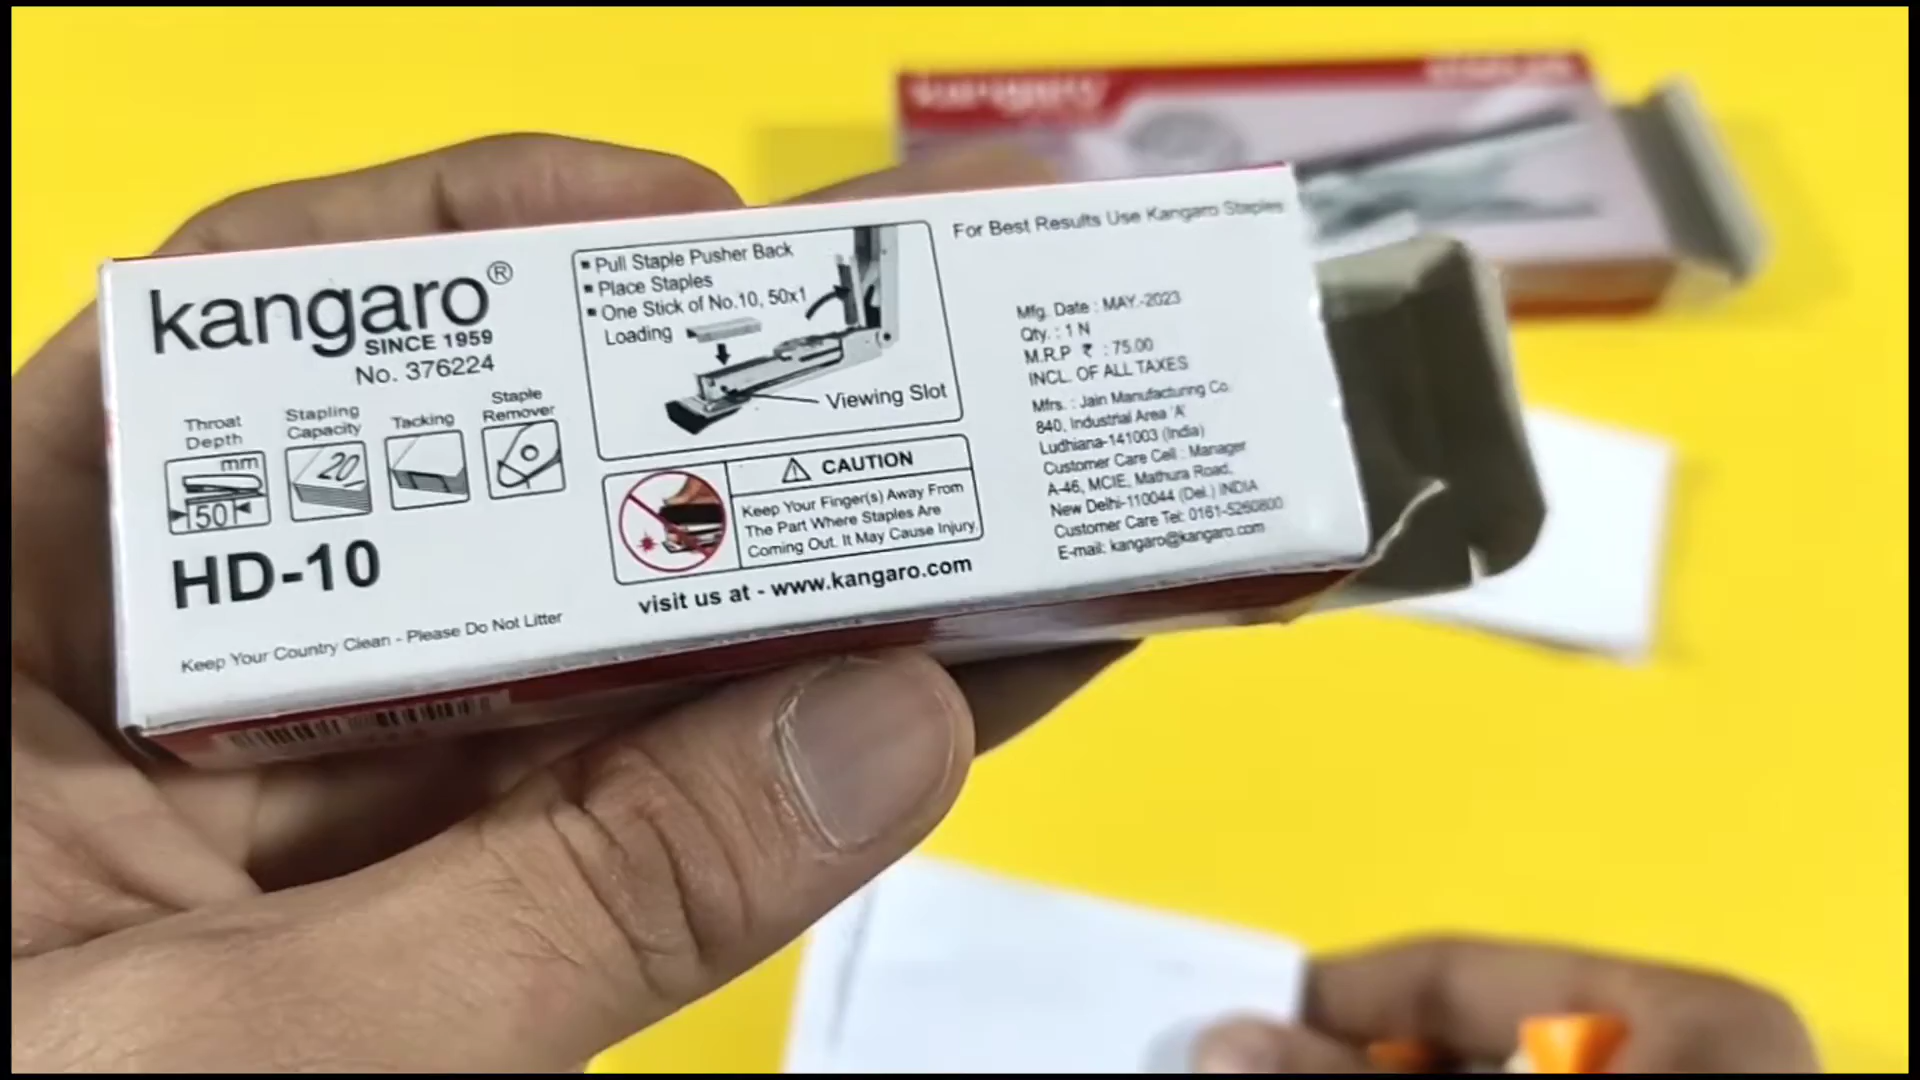 kangaro
kangaro®
SINCE 1959
No. 376224
Throat
Depth
mm
50
Stapling
Capacity
20
Tacking
Staple
Remover
HD-10
Keep Your Country Clean - Please Do Not Litter
▪ Pull Staple Pusher Back
▪ Place Staples
▪ One Stick of No.10, 50x1
Loading
Viewing Slot
CAUTION
Keep Your Finger(s) Away From
The Part Where Staples Are
Coming Out. It May Cause Injury.
visit us at - www.kangaro.com
For Best Results Use Kangaro Staples
Mfg. Date : MAY.-2023
Qty. : 1 N
M.R.P ₹ : 75.00
INCL. OF ALL TAXES
Mfrs. : Jain Manufacturing Co.
840, Industrial Area 'A'
Ludhiana-141003 (India)
Customer Care Cell : Manager
A-46, MCIE, Mathura Road,
New Delhi-110044 (Del.) INDIA
Customer Care Tel: 0161-5260800
E-mail: kangaro@kangaro.com